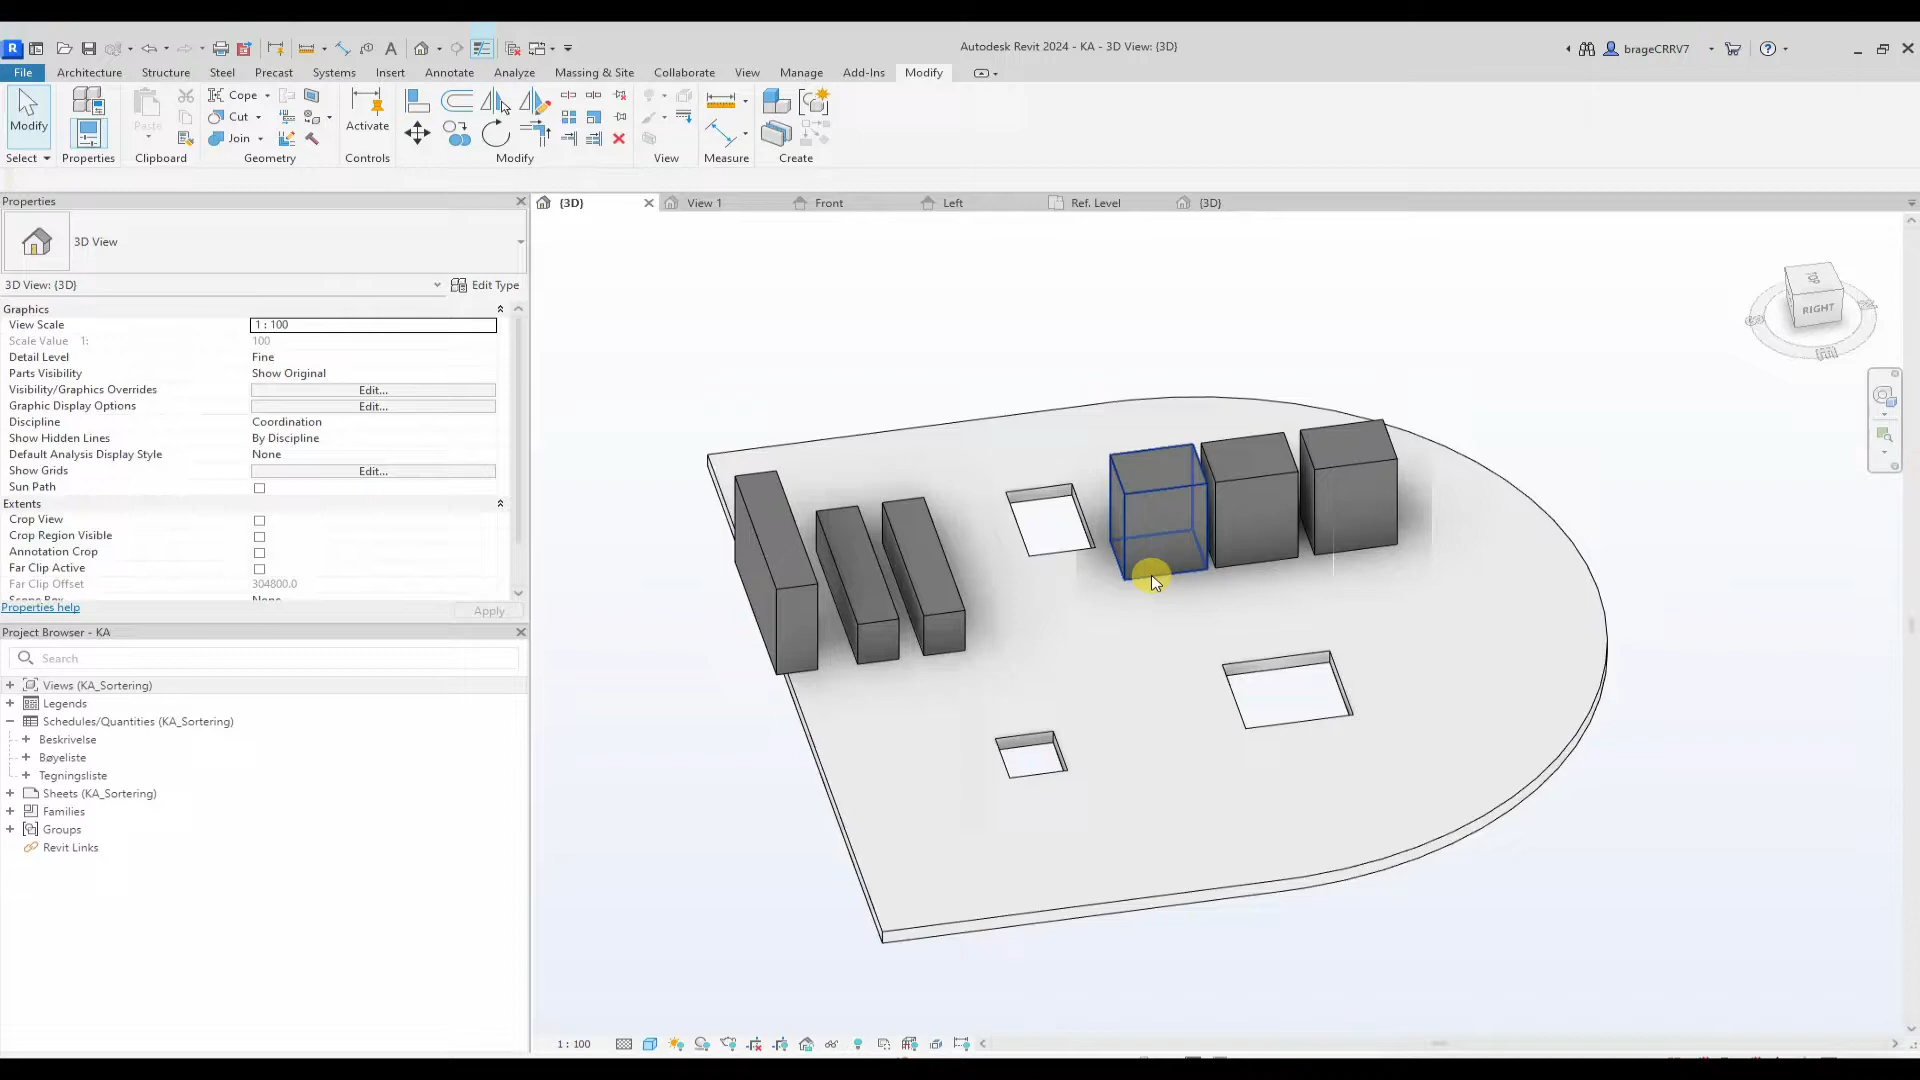 Autodesk Revit 2024 - KA - 3D View: {3D}
brageCRRV7
File Architecture Structure Steel Precast Systems Insert Annotate Analyze Massing & Site Collaborate View Manage Add-Ins Modify
Modify
Paste
Cope
Cut
Join
Activate
Select Properties Clipboard Geometry Controls Modify View Measure Create
Properties
{3D} View 1 Front Left Ref. Level {3D}
3D View
3D View: {3D} Edit Type
Graphics
View Scale 1 : 100
Scale Value 1: 100
Detail Level Fine
Parts Visibility Show Original
Visibility/Graphics Overrides Edit...
Graphic Display Options Edit...
Discipline Coordination
Show Hidden Lines By Discipline
Default Analysis Display Style None
Show Grids Edit...
Sun Path
Extents
Crop View
Crop Region Visible
Annotation Crop
Far Clip Active
Far Clip Offset 304800.0
Properties help Apply
Project Browser - KA
Search
Views (KA_Sortering)
Legends
Schedules/Quantities (KA_Sortering)
Beskrivelse
Bøyeliste
Tegningsliste
Sheets (KA_Sortering)
Families
Groups
Revit Links
TOP
RIGHT
1 : 100